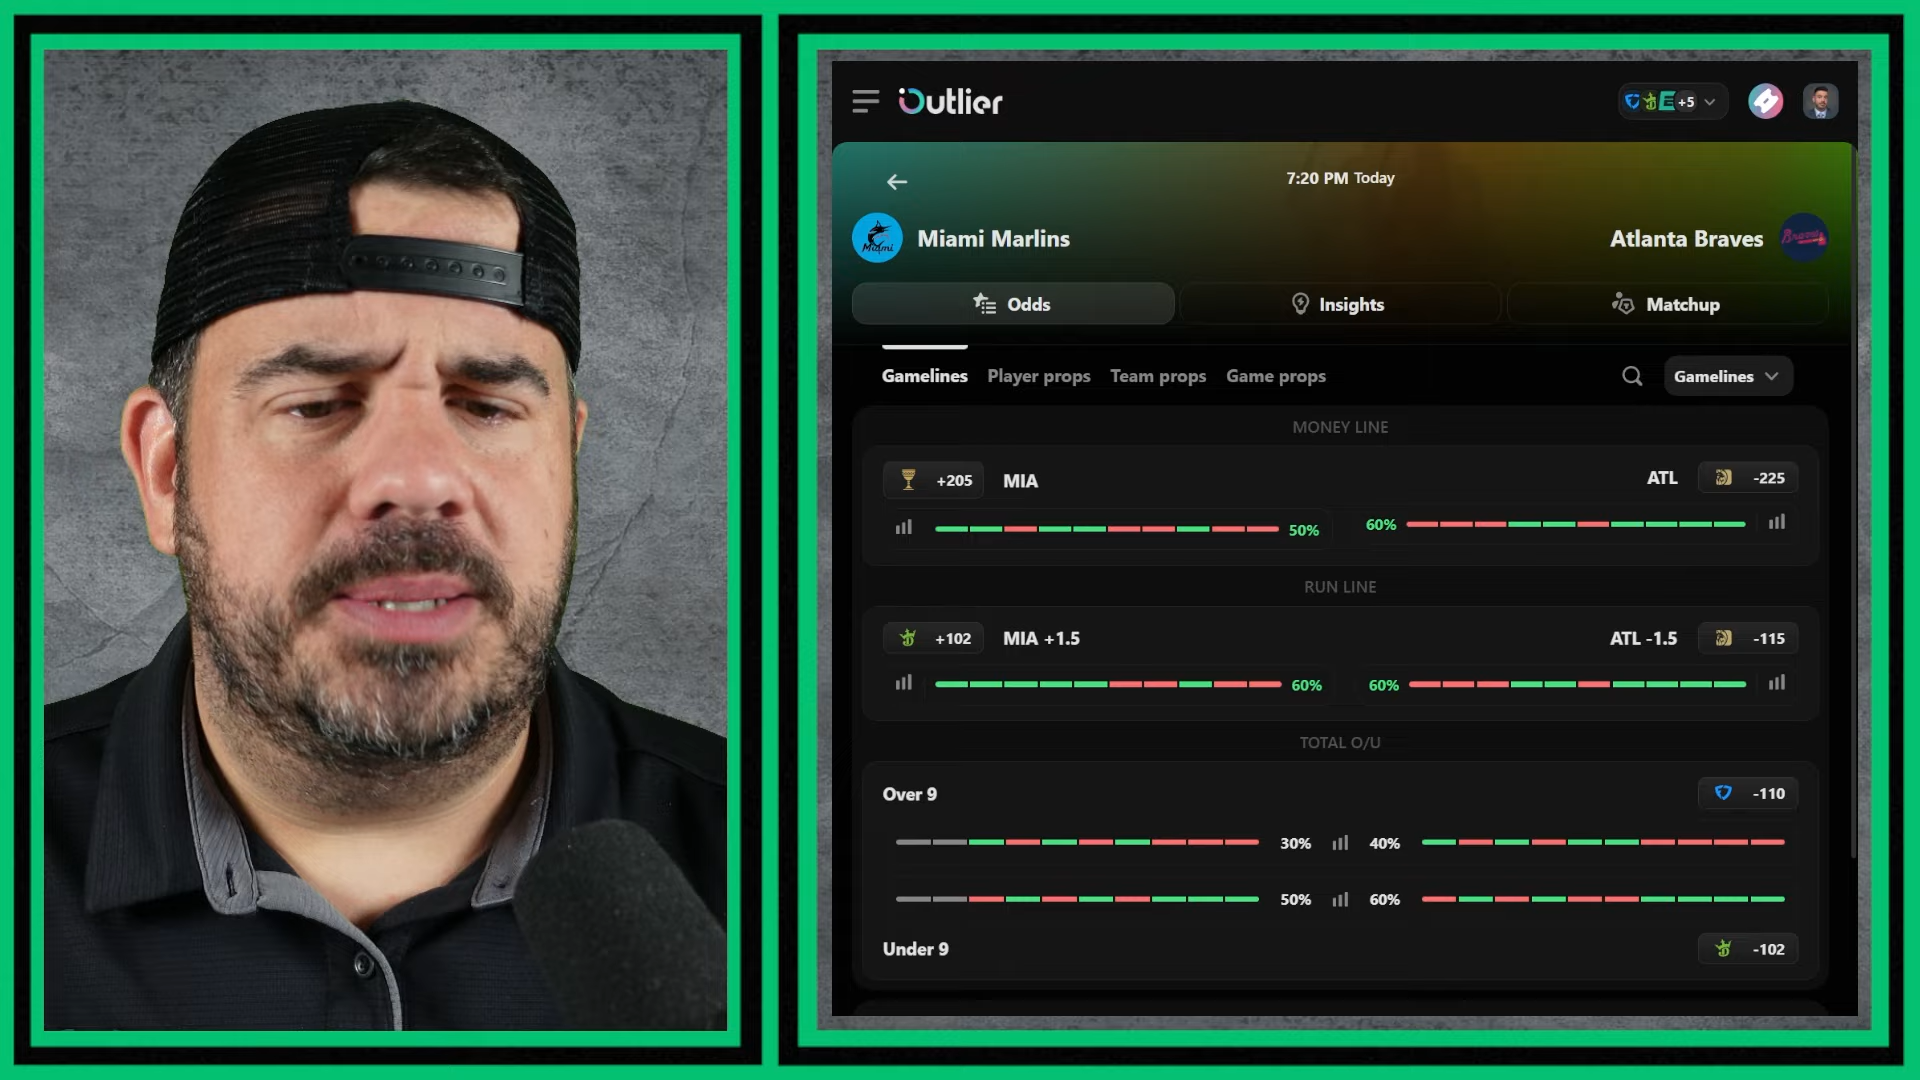 Outlier
+5
7:20 PM Today
Miami
Miami Marlins
Atlanta Braves
Braves
Odds
Insights
Matchup
Gamelines
Player props
Team props
Game props
Gamelines
MONEY LINE
+205 MIA
ATL -225
50%
60%
RUN LINE
+102 MIA +1.5
ATL -1.5 -115
60%
60%
TOTAL O/U
Over 9
-110
30%
40%
50%
60%
Under 9
-102